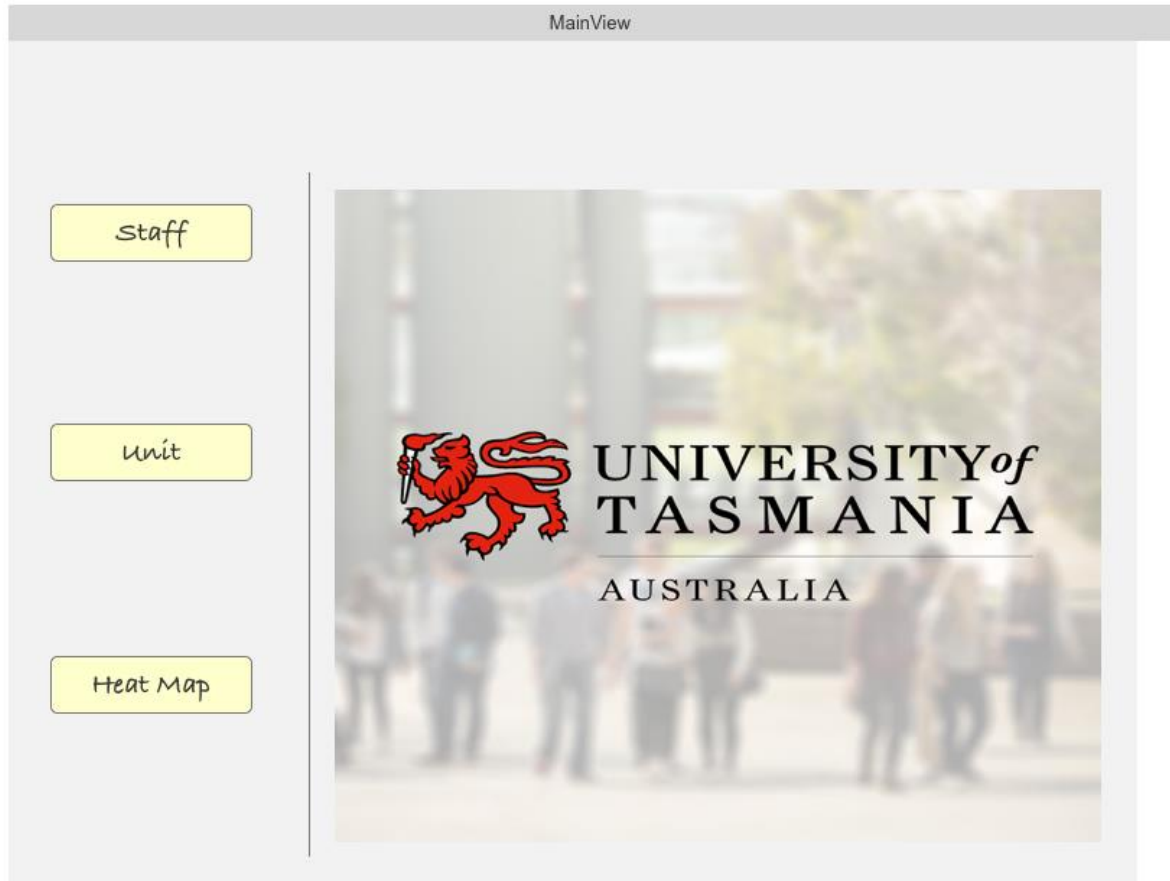 MainView
Staff
Unit
Heat Map
UNIVERSITY of
TASMANIA
AUSTRALIA